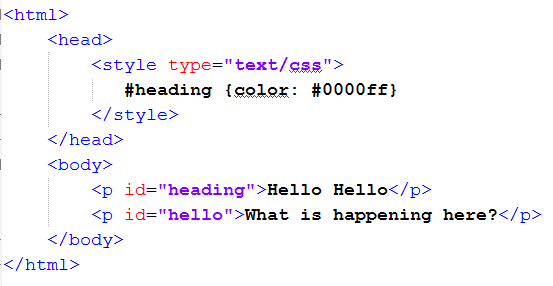 <html>
<head>
<style type="text/css">
#heading {color: #0000ff}
</style>
</head>
<body>
<p id="heading">Hello Hello</p>
<p id="hello">What is happening here?</p>
</body>
</html>